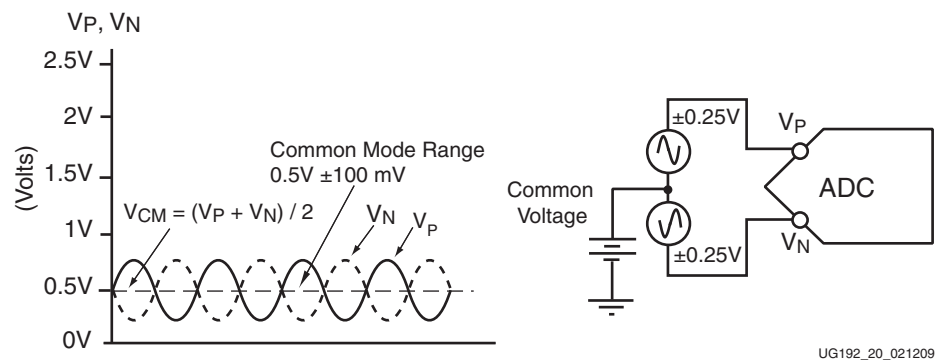 VP, VN
2.5V
2V
1.5V
1V
0.5V
0V
(Volts)
Common Mode Range
0.5V ±100 mV
VCM = (VP + VN) / 2
VN
VP
±0.25V
VP
Common
Voltage
ADC
VN
±0.25V
UG192_20_021209